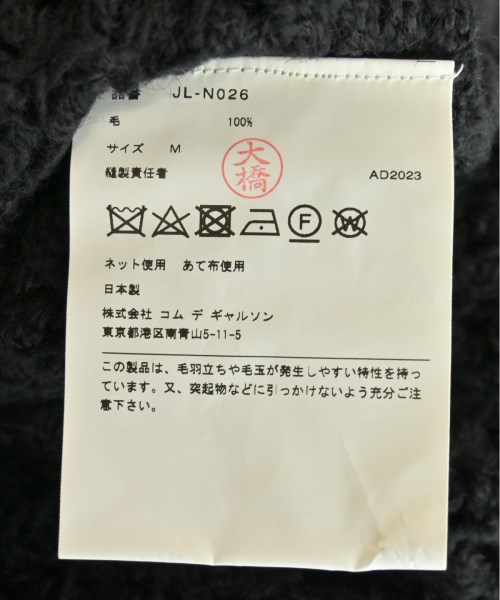 品番 JL-N026
毛 100%
サイズ M
縫製責任者 大橋 AD2023
F W
ネット使用 あて布使用
日本製
株式会社 コム デ ギャルソン
東京都港区南青山5-11-5
この製品は、毛羽立ちや毛玉が発生しやすい特性を持っ
ています。又、突起物などに引っかけないよう充分ご注
意下さい。